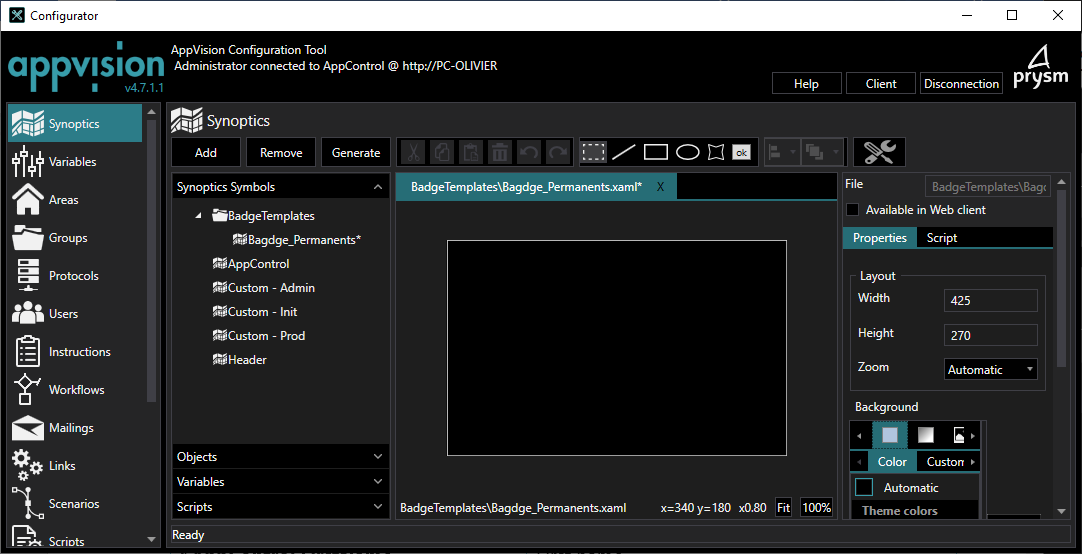 Configurator
appvision
v4.7.1.1
AppVision Configuration Tool
Administrator connected to AppControl @ http://PC-OLIVIER
Help
Client
Disconnection
prysm
Synoptics
Variables
Areas
Groups
Protocols
Users
Instructions
Workflows
Mailings
Links
Scenarios
Scripts
Synoptics
Add
Remove
Generate
ok
Synoptics Symbols
BadgeTemplates
Bagdge_Permanents*
AppControl
Custom - Admin
Custom - Init
Custom - Prod
Header
Objects
Variables
Scripts
BadgeTemplates\Bagdge_Permanents.xaml* X
BadgeTemplates\Bagdge_Permanents.xaml x=340 y=180 x0.80 Fit 100%
File BadgeTemplates\Bagd
Available in Web client
Properties Script
Layout
Width 425
Height 270
Zoom Automatic
Background
Color Custom
Automatic
Theme colors
Ready